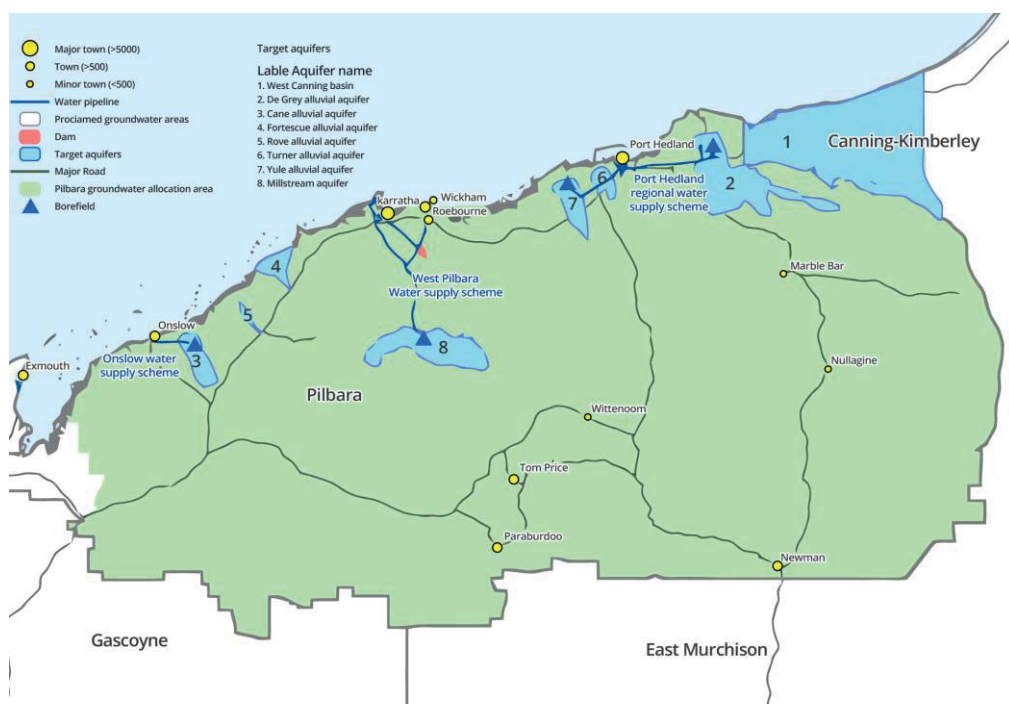 Major town (>5000)
Town (>500)
Minor town (<500)
Water pipeline
Prociamed groundwater areas
Dam
Target aquifers
Major Road
Pilbara groundwater allocation area
Borefield
Target aquifers
Lable Aquifer name
1. West Canning basin
2. De Grey alluvial aquifer
3. Cane alluvial aquifer
4. Fortescue alluvial aquifer
5. Rove alluvial aquifer
6. Turner alluvial aquifer
7. Yule alluvial aquifer
8. Millstream aquifer
Port Hedland
1
Canning-Kimberley
2
Port Hedland
regional water
supply scheme
6
7
karratha
Wickham
Roebourne
4
West Pilbara
Water supply scheme
Marble Bar
5
Onslow
8
3
Onslow water
supply scheme
Exmouth
Nullagine
Pilbara
Wittenoom
Tom Price
Paraburdoo
Newman
Gascoyne
East Murchison